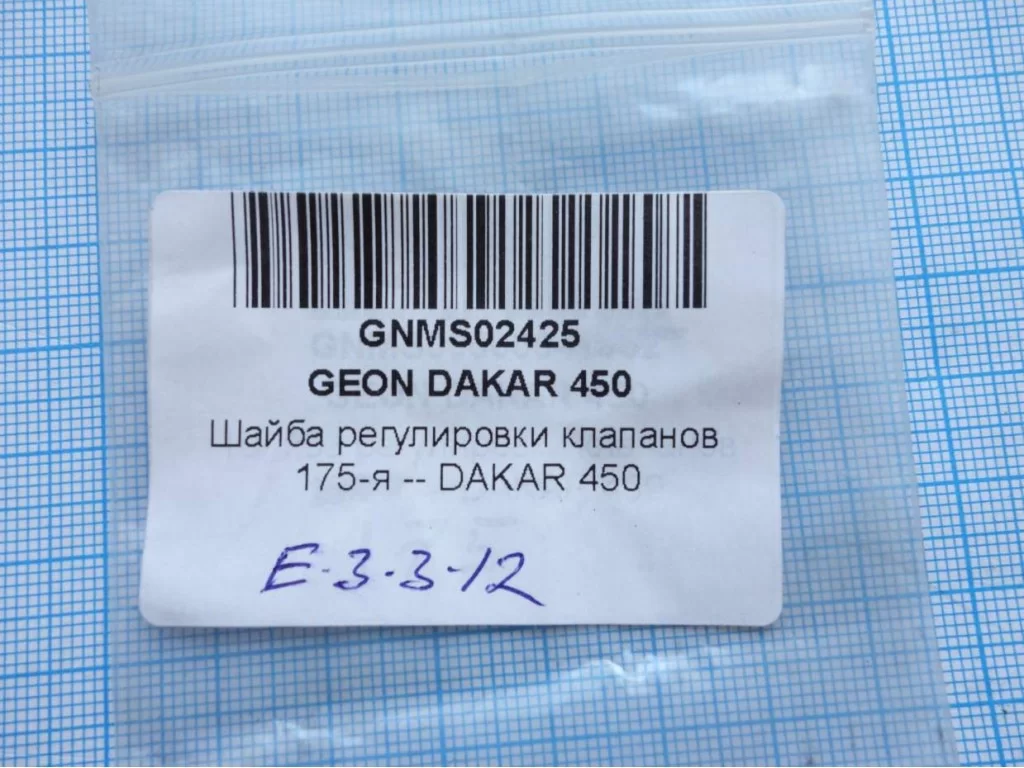 GNMS02425
GEON DAKAR 450
Шайба регулировки клапанов
175-я -- DAKAR 450
E-3-3-12